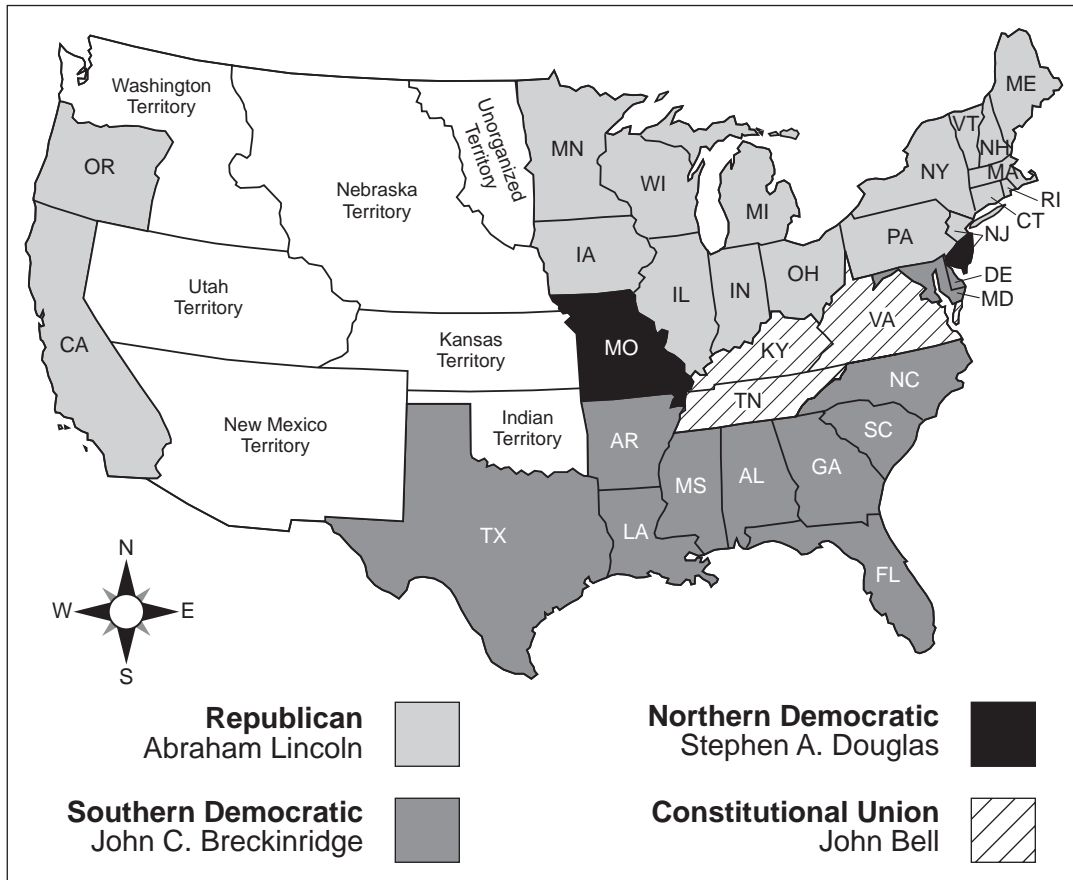 Washington
Territory
OR
CA
Nebraska
Territory
Unorganized
Territory
Utah
Territory
Kansas
Territory
New Mexico
Territory
Indian
Territory
MN
WI
MI
IA
IL
IN
OH
MO
ME
VT
NH
NY
MA
RI
CT
PA
NJ
DE
MD
VA
KY
TN
NC
SC
AR
MS
AL
GA
LA
TX
FL
N
W
E
S
Republican
Abraham Lincoln
Northern Democratic
Stephen A. Douglas
Southern Democratic
John C. Breckinridge
Constitutional Union
John Bell